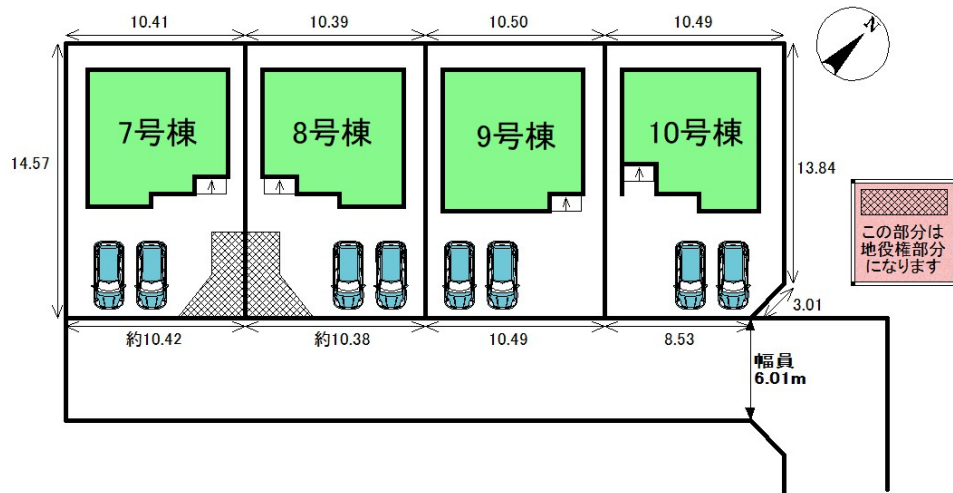 10.41
10.39
10.50
10.49
N
7号棟
8号棟
9号棟
10号棟
14.57
13.84
この部分は
地役権部分
になります
3.01
約10.42
約10.38
10.49
8.53
幅員
6.01m